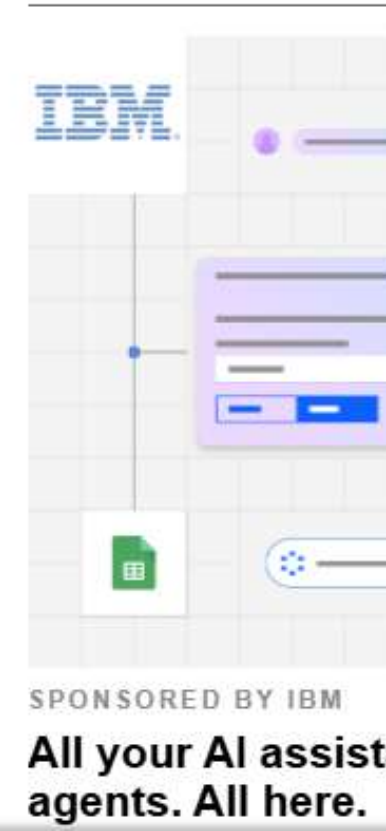 IBM
SPONSORED BY IBM
All your AI assist
agents. All here.